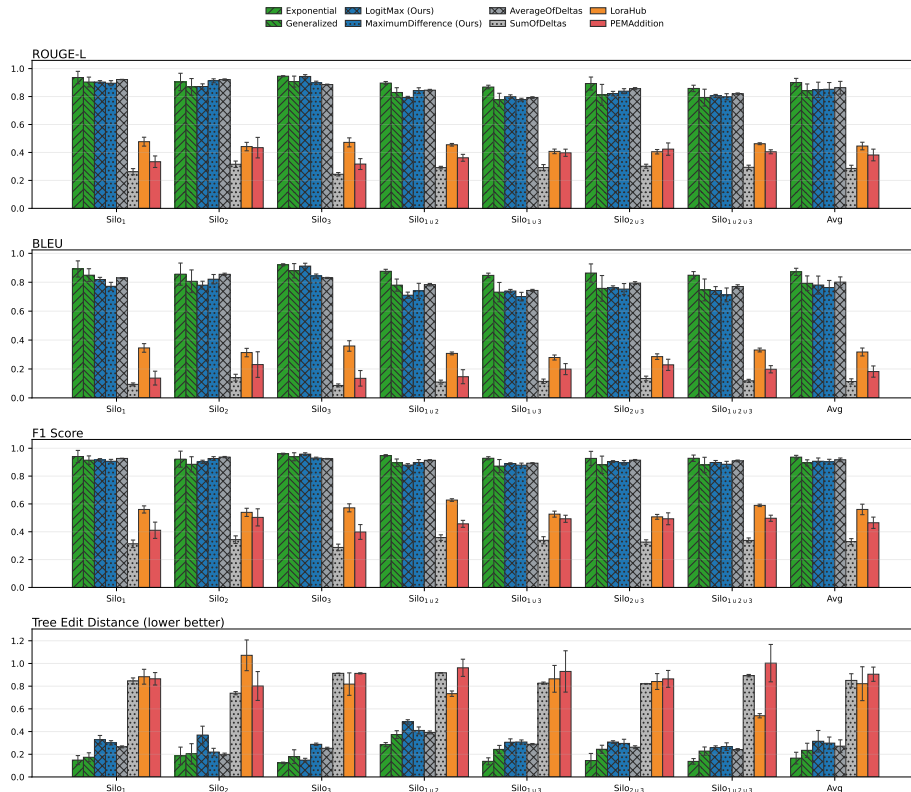 Exponential LogitMax (Ours) AverageOfDeltas LoraHub
Generalized MaximumDifference (Ours) SumOfDeltas PEMAddition
ROUGE-L
1.0
0.8
0.6
0.4
0.2
0.0
Silo₁ Silo₂ Silo₃ Silo₁∪₂ Silo₁∪₃ Silo₂∪₃ Silo₁∪₂∪₃ Avg
BLEU
1.0
0.8
0.6
0.4
0.2
0.0
Silo₁ Silo₂ Silo₃ Silo₁∪₂ Silo₁∪₃ Silo₂∪₃ Silo₁∪₂∪₃ Avg
F1 Score
1.0
0.8
0.6
0.4
0.2
0.0
Silo₁ Silo₂ Silo₃ Silo₁∪₂ Silo₁∪₃ Silo₂∪₃ Silo₁∪₂∪₃ Avg
Tree Edit Distance (lower better)
1.2
1.0
0.8
0.6
0.4
0.2
0.0
Silo₁ Silo₂ Silo₃ Silo₁∪₂ Silo₁∪₃ Silo₂∪₃ Silo₁∪₂∪₃ Avg